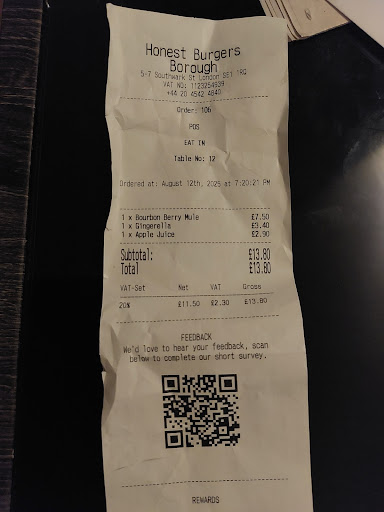 Honest Burgers
Borough
5-7 Southwark St London SE1 1RQ
VAT NO: 1123254639
+44 20 4542 4640
Order: 106
POS
EAT IN
Table No: 12
Ordered at: August 12th, 2025 at 7:20:21 PM
1 x Bourbon Berry Mule £7.50
1 x Gingerella £3.40
1 x Apple Juice £2.90
Subtotal: £13.80
Total £13.80
VAT-Set Net VAT Gross
20% £11.50 £2.30 £13.80
FEEDBACK
We'd love to hear your feedback, scan
below to complete our short survey.
REWARDS